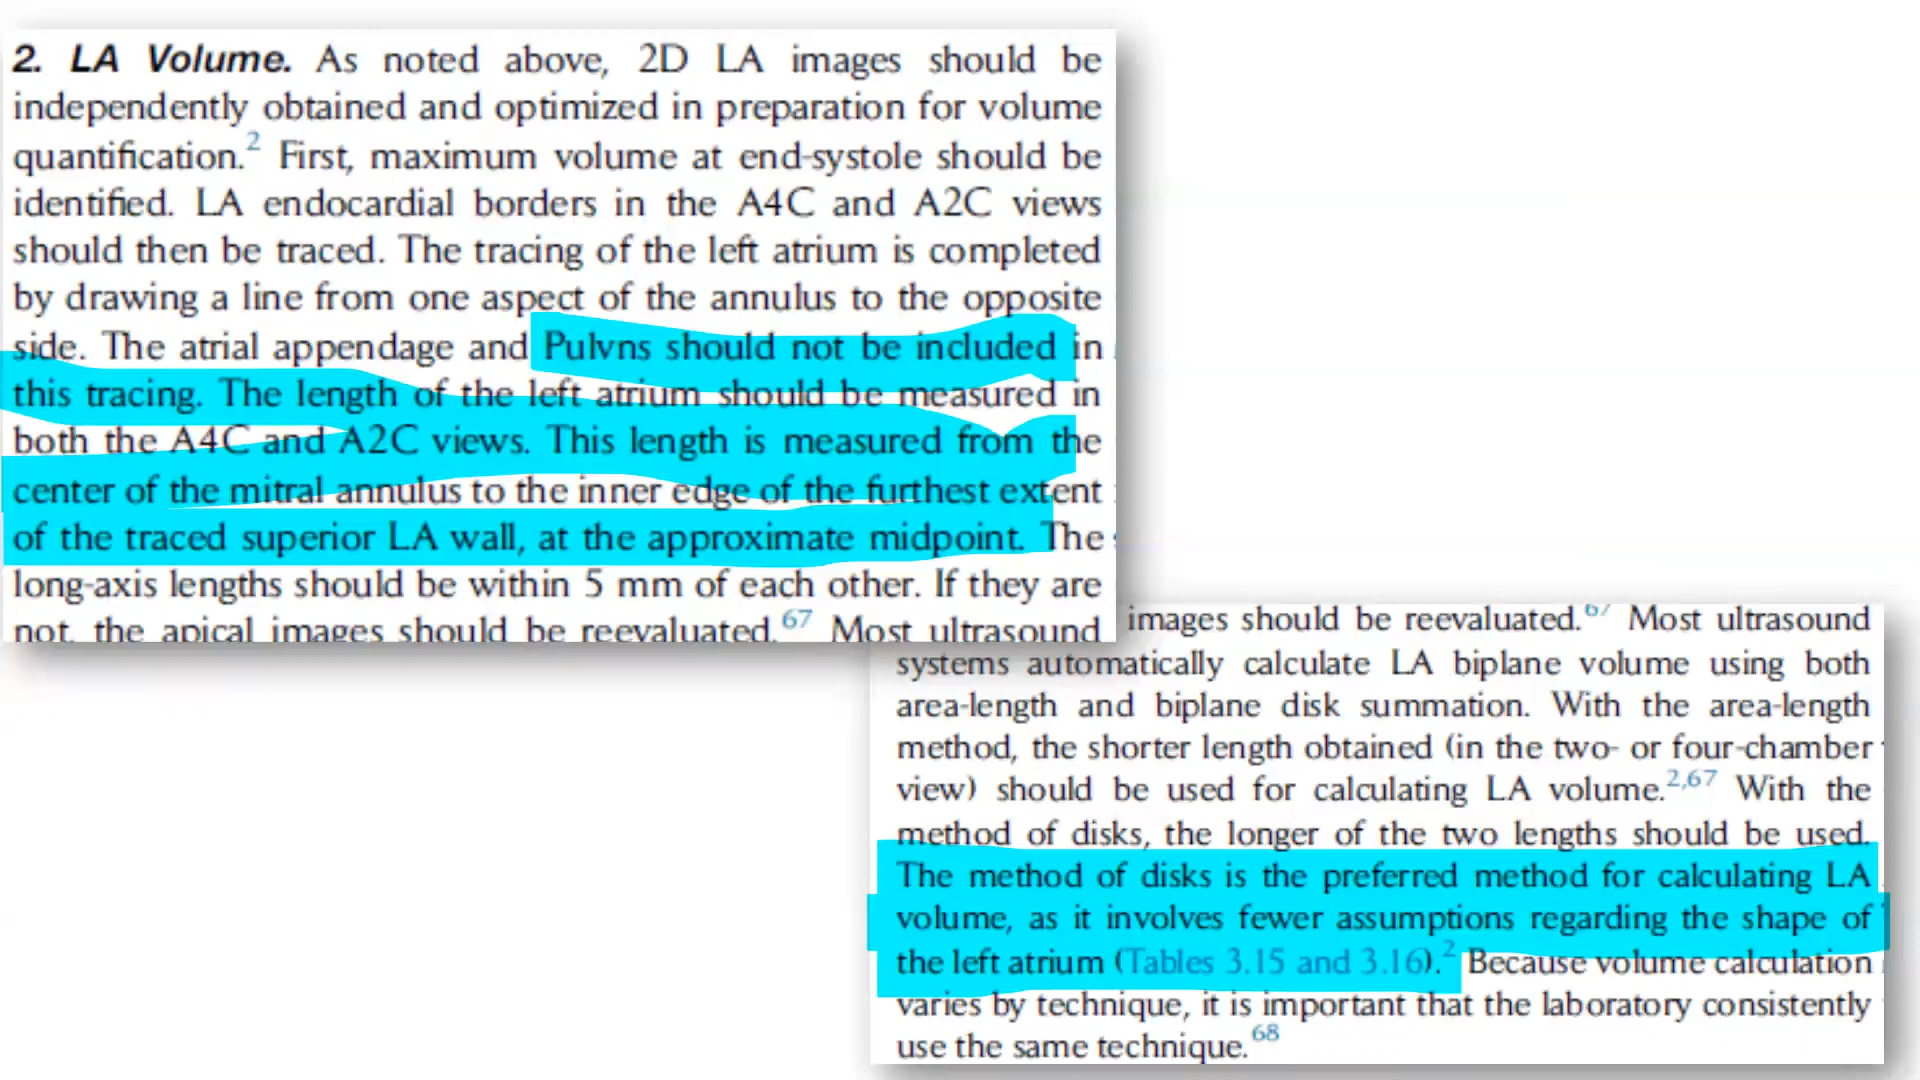 2. LA Volume. As noted above, 2D LA images should be
independently obtained and optimized in preparation for volume
quantification.2 First, maximum volume at end-systole should be
identified. LA endocardial borders in the A4C and A2C views
should then be traced. The tracing of the left atrium is completed
by drawing a line from one aspect of the annulus to the opposite
side. The atrial appendage and Pulvns should not be included in
this tracing. The length of the left atrium should be measured in
both the A4C and A2C views. This length is measured from the
center of the mitral annulus to the inner edge of the furthest extent
of the traced superior LA wall, at the approximate midpoint. The
long-axis lengths should be within 5 mm of each other. If they are
not, the apical images should be reevaluated.67 Most ultrasound
images should be reevaluated.67 Most ultrasound
systems automatically calculate LA biplane volume using both
area-length and biplane disk summation. With the area-length
method, the shorter length obtained (in the two- or four-chamber
view) should be used for calculating LA volume.2,67 With the
method of disks, the longer of the two lengths should be used.
The method of disks is the preferred method for calculating LA
volume, as it involves fewer assumptions regarding the shape of
the left atrium (Tables 3.15 and 3.16).2 Because volume calculation
varies by technique, it is important that the laboratory consistently
use the same technique.68